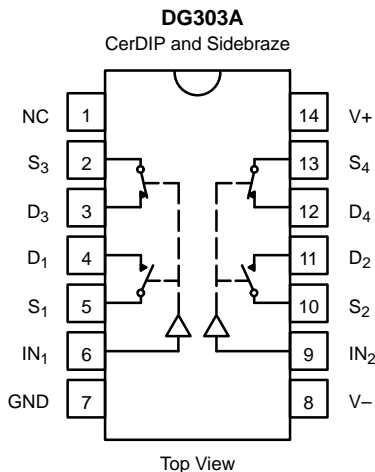 DG303A
CerDIP and Sidebraze
NC 1 14 V+
S3 2 13 S4
D3 3 12 D4
D1 4 11 D2
S1 5 10 S2
IN1 6 9 IN2
GND 7 8 V–
Top View